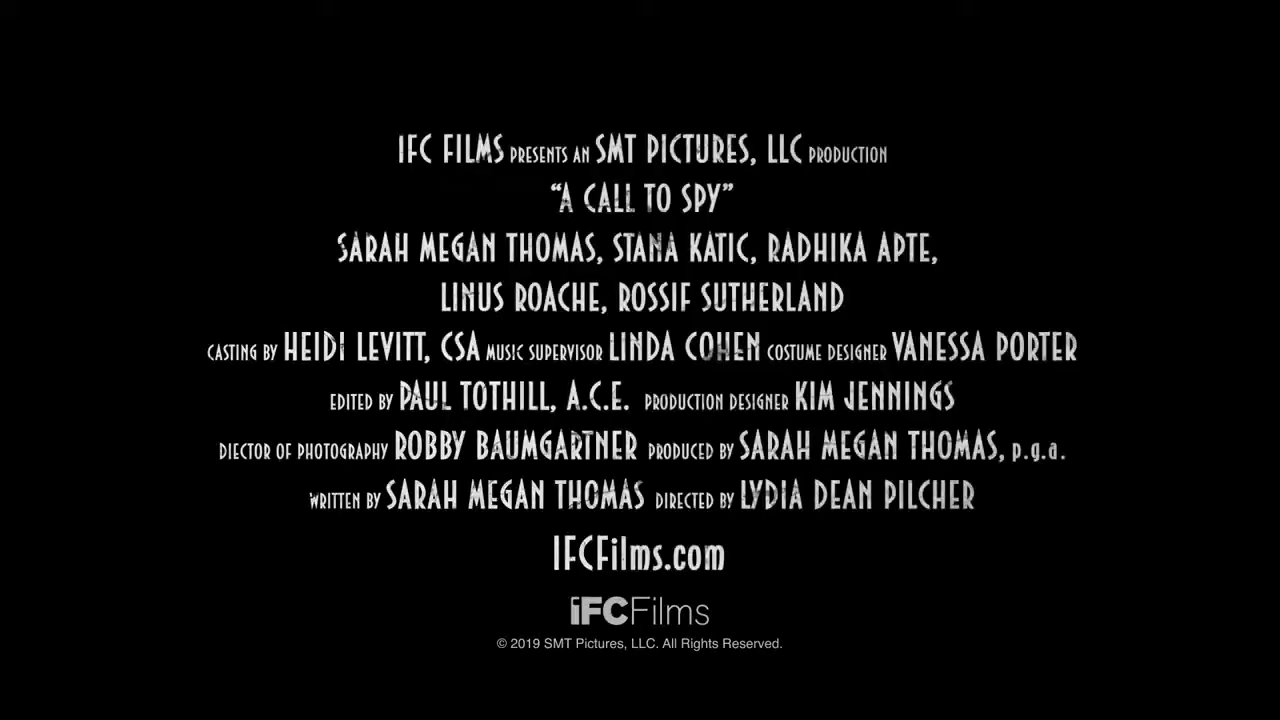 IFC FILMS PRESENTS AN SMT PICTURES, LLC PRODUCTION
“A CALL TO SPY”
SARAH MEGAN THOMAS, STANA KATIC, RADHIKA APTE,
LINUS ROACHE, ROSSIF SUTHERLAND
CASTING BY HEIDI LEVITT, CSA MUSIC SUPERVISOR LINDA COHEN COSTUME DESIGNER VANESSA PORTER
EDITED BY PAUL TOTHILL, A.C.E. PRODUCTION DESIGNER KIM JENNINGS
DIECTOR OF PHOTOGRAPHY ROBBY BAUMGARTNER PRODUCED BY SARAH MEGAN THOMAS, p.g.a.
WRITTEN BY SARAH MEGAN THOMAS DIRECTED BY LYDIA DEAN PILCHER
IFCFilms.com
iFCFilms
© 2019 SMT Pictures, LLC. All Rights Reserved.